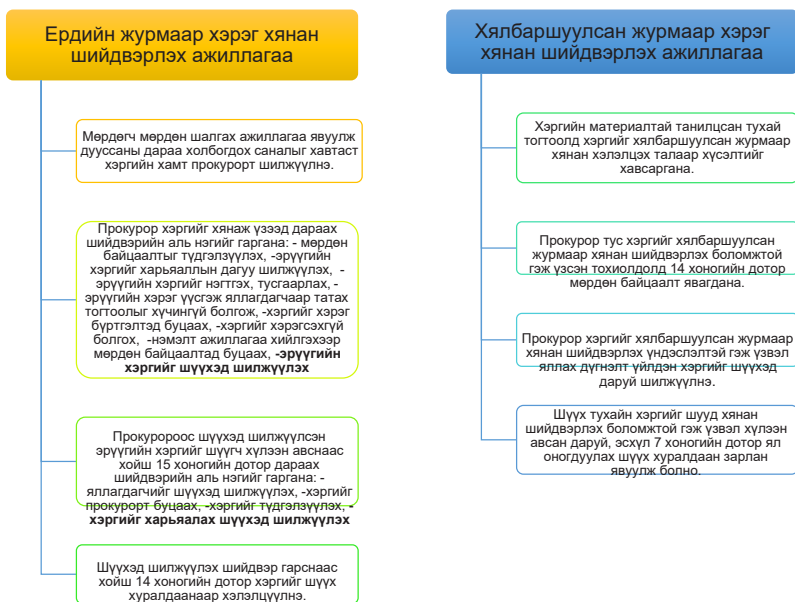 Ердийн журмаар хэрэг хянан
шийдвэрлэх ажиллагаа
Мөрдөгч мөрдөн шалгах ажиллагаа явуулж
дууссаны дараа холбогдох саналыг хавтаст
хэргийн хамт прокурорт шилжүүлнэ.
Прокурор хэргийг хянаж үзээд дараах
шийдвэрийн аль нэгийг гаргана: - мөрдөн
байцаалтыг түдгэлзүүлэх, -эрүүгийн
хэргийг харьяаллын дагуу шилжүүлэх, -
эрүүгийн хэргийг нэгтгэх, тусгаарлах, -
эрүүгийн хэрэг үүсгэж яллагдагчаар татах
тогтоолыг хүчингүй болгож, -хэргийг хэрэг
бүртгэлтэд буцаах, -хэргийг хэрэгсэхгүй
болгох, -нэмэлт ажиллагаа хийлгэхээр
мөрдөн байцаалтад буцаах, -эрүүгийн
хэргийг шүүхэд шилжүүлэх
Прокуророос шүүхэд шилжүүлсэн
эрүүгийн хэргийг шүүгч хүлээн авснаас
хойш 15 хоногийн дотор дараах
шийдвэрийн аль нэгийг гаргана: -
яллагдагчийг шүүхэд шилжүүлэх, -хэргийг
прокурорт буцаах, -хэргийг түдгэлзүүлэх, -
хэргийг харьяалах шүүхэд шилжүүлэх
Шүүхэд шилжүүлэх шийдвэр гарснаас
хойш 14 хоногийн дотор хэргийг шүүх
хуралдаанаар хэлэлцүүлнэ.
Хялбаршуулсан журмаар хэрэг
хянан шийдвэрлэх ажиллагаа
Хэргийн материалтай танилцсан тухай
тогтоолд хэргийг хялбаршуулсан журмаар
хянан хэлэлцэх талаар хүсэлтийг
хавсаргана.
Прокурор тус хэргийг хялбаршуулсан
журмаар хянан шийдвэрлэх боломжтой
гэж үзсэн тохиолдолд 14 хоногийн дотор
мөрдөн байцаалт явагдана.
Прокурор хэргийг хялбаршуулсан журмаар
хянан шийдвэрлэх үндэслэлтэй гэж үзвэл
яллах дүгнэлт үйлдэн хэргийг шүүхэд
даруй шилжүүлнэ.
Шүүх тухайн хэргийг шууд хянан
шийдвэрлэх боломжтой гэж үзвэл хүлээн
авсан даруй, эсхүл 7 хоногийн дотор ял
оногдуулах шүүх хуралдаан зарлан
явуулж болно.